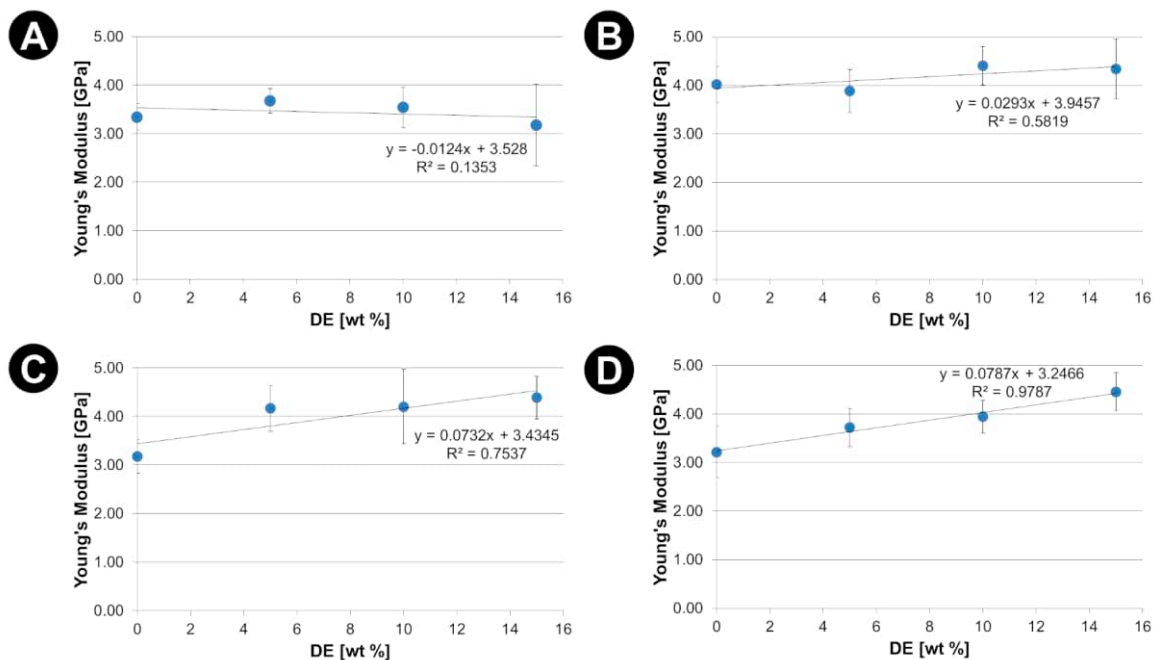 A
Young's Modulus [GPa]
5.00
4.00
3.00
2.00
1.00
0.00
y = -0.0124x + 3.528
R² = 0.1353
0 2 4 6 8 10 12 14 16
DE [wt %]
B
Young's Modulus [GPa]
5.00
4.00
3.00
2.00
1.00
0.00
y = 0.0293x + 3.9457
R² = 0.5819
0 2 4 6 8 10 12 14 16
DE [wt %]
C
Young's Modulus [GPa]
5.00
4.00
3.00
2.00
1.00
0.00
y = 0.0732x + 3.4345
R² = 0.7537
0 2 4 6 8 10 12 14 16
DE [wt %]
D
Young's Modulus [GPa]
5.00
4.00
3.00
2.00
1.00
0.00
y = 0.0787x + 3.2466
R² = 0.9787
0 2 4 6 8 10 12 14 16
DE [wt %]